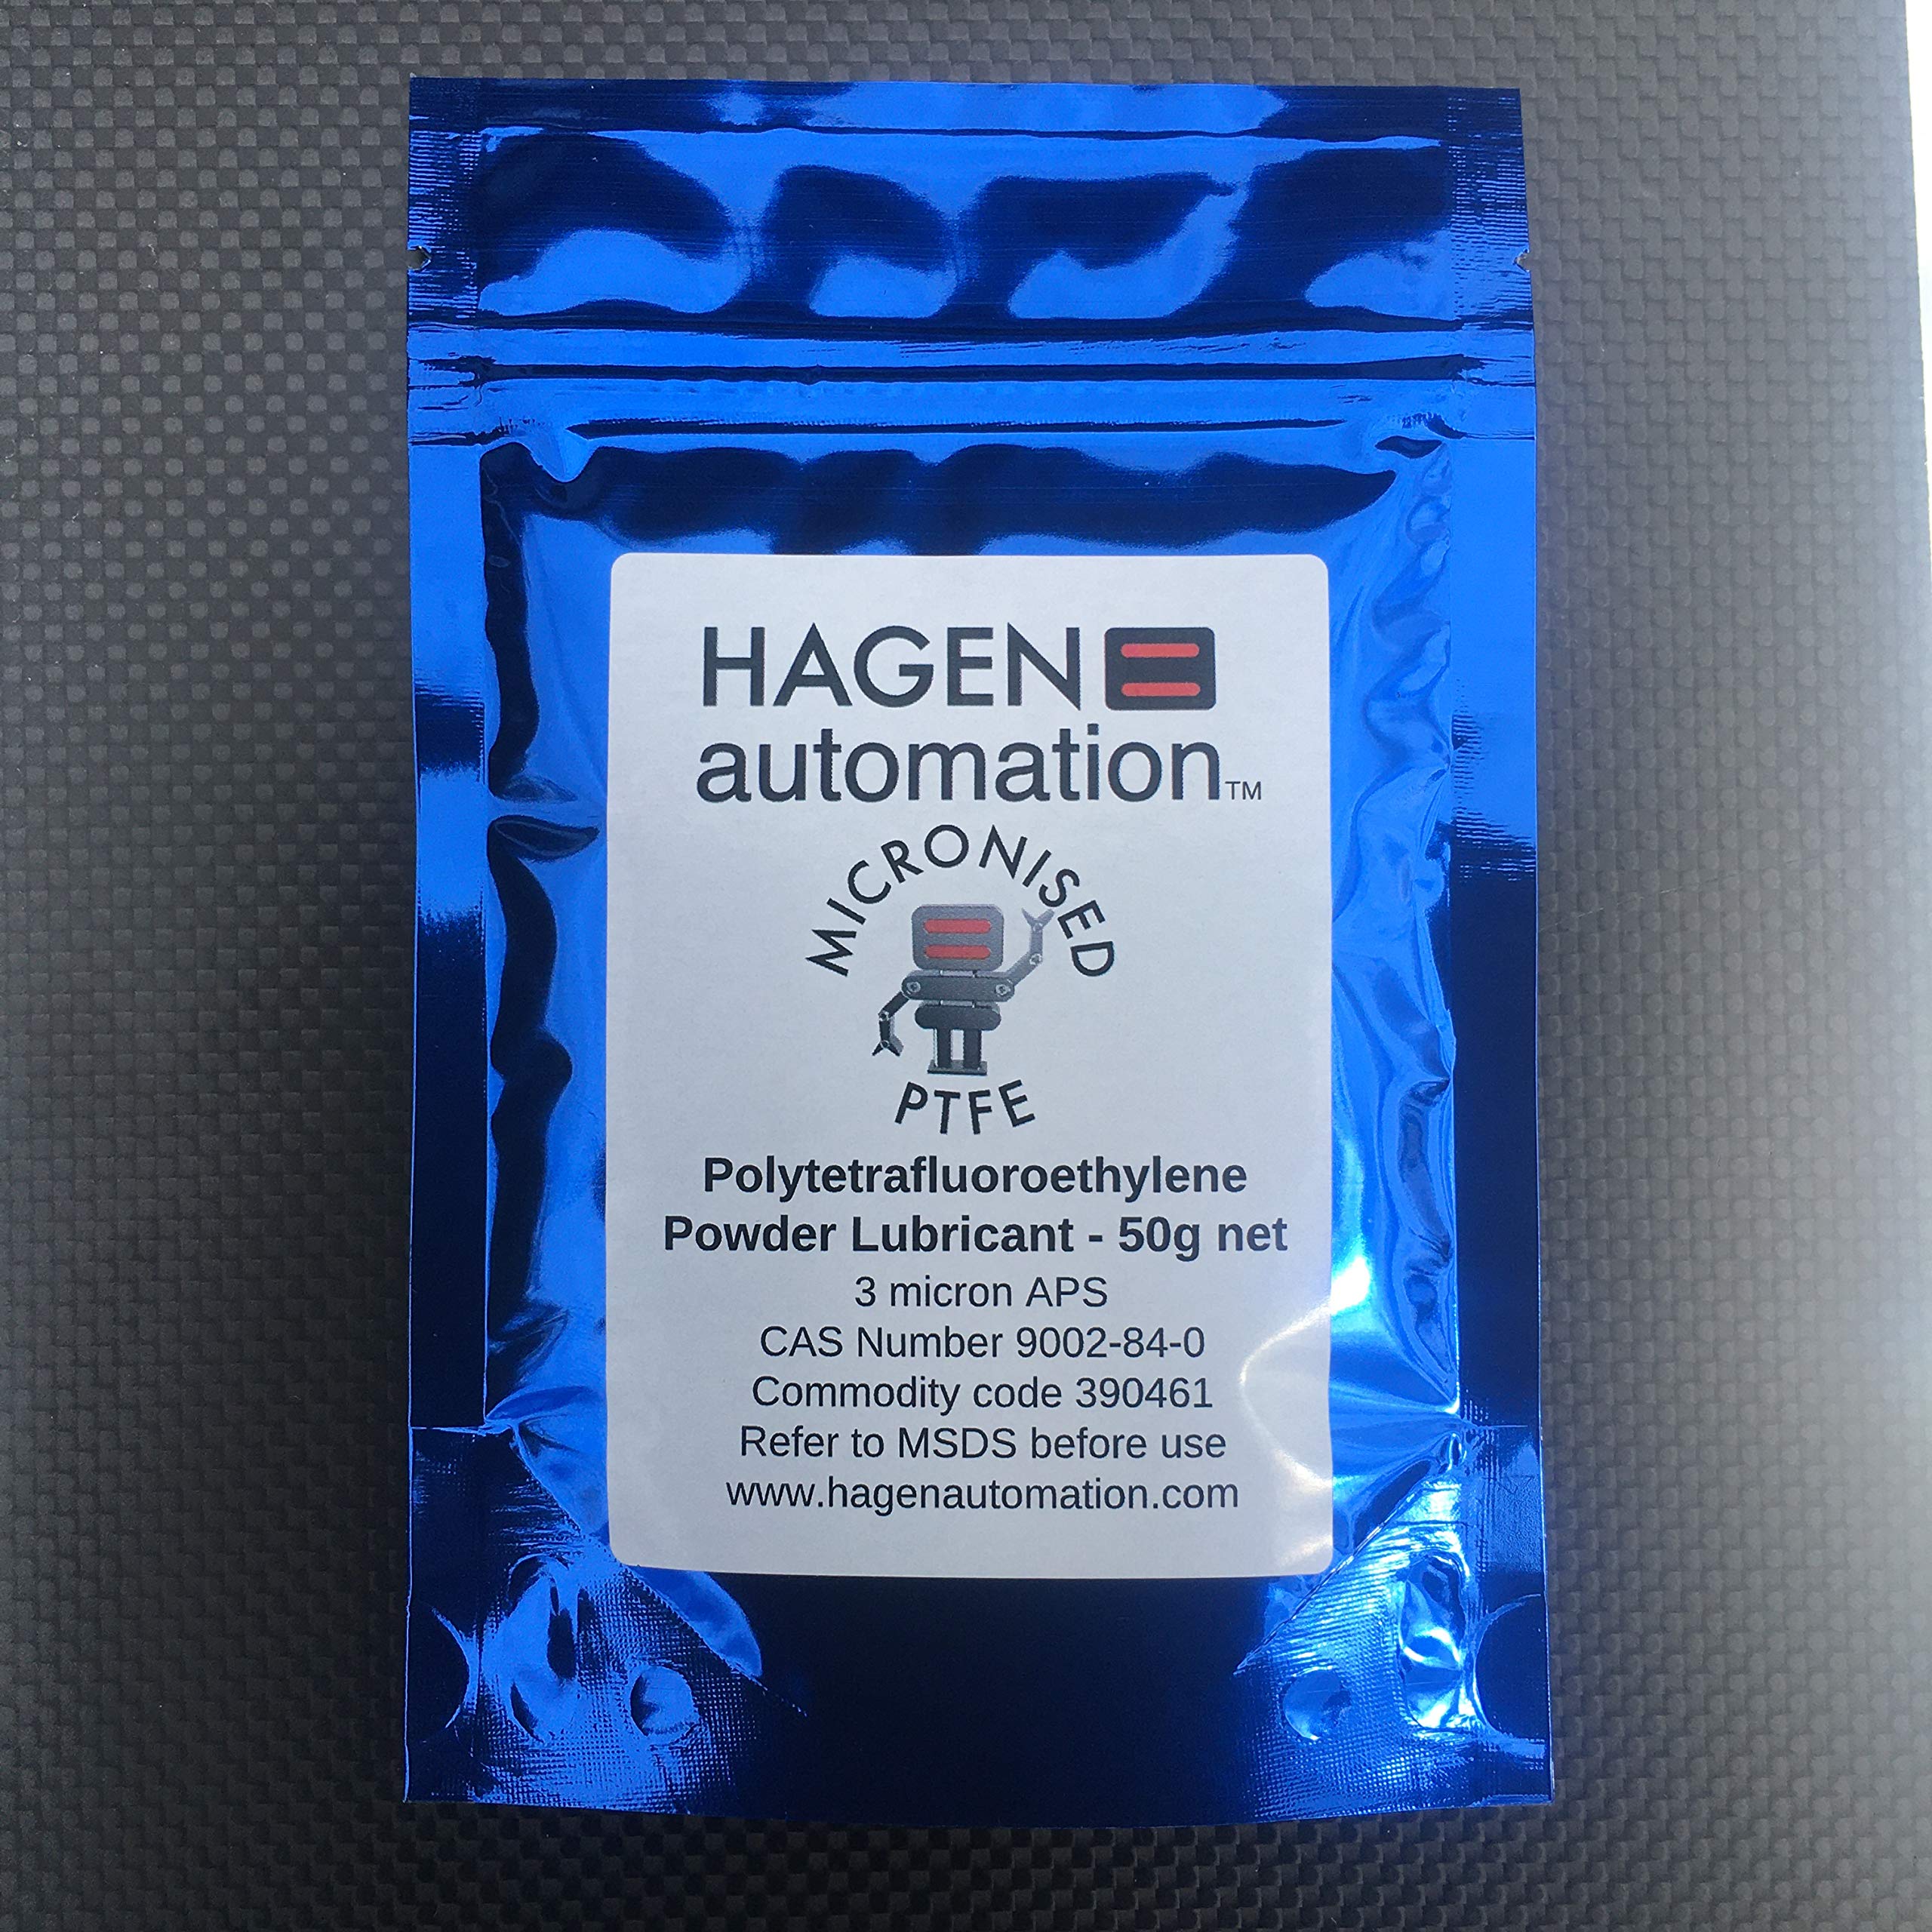 HAGEN
automation™
MICRONISED
PTFE
Polytetrafluoroethylene
Powder Lubricant - 50g net
3 micron APS
CAS Number 9002-84-0
Commodity code 390461
Refer to MSDS before use
www.hagenautomation.com